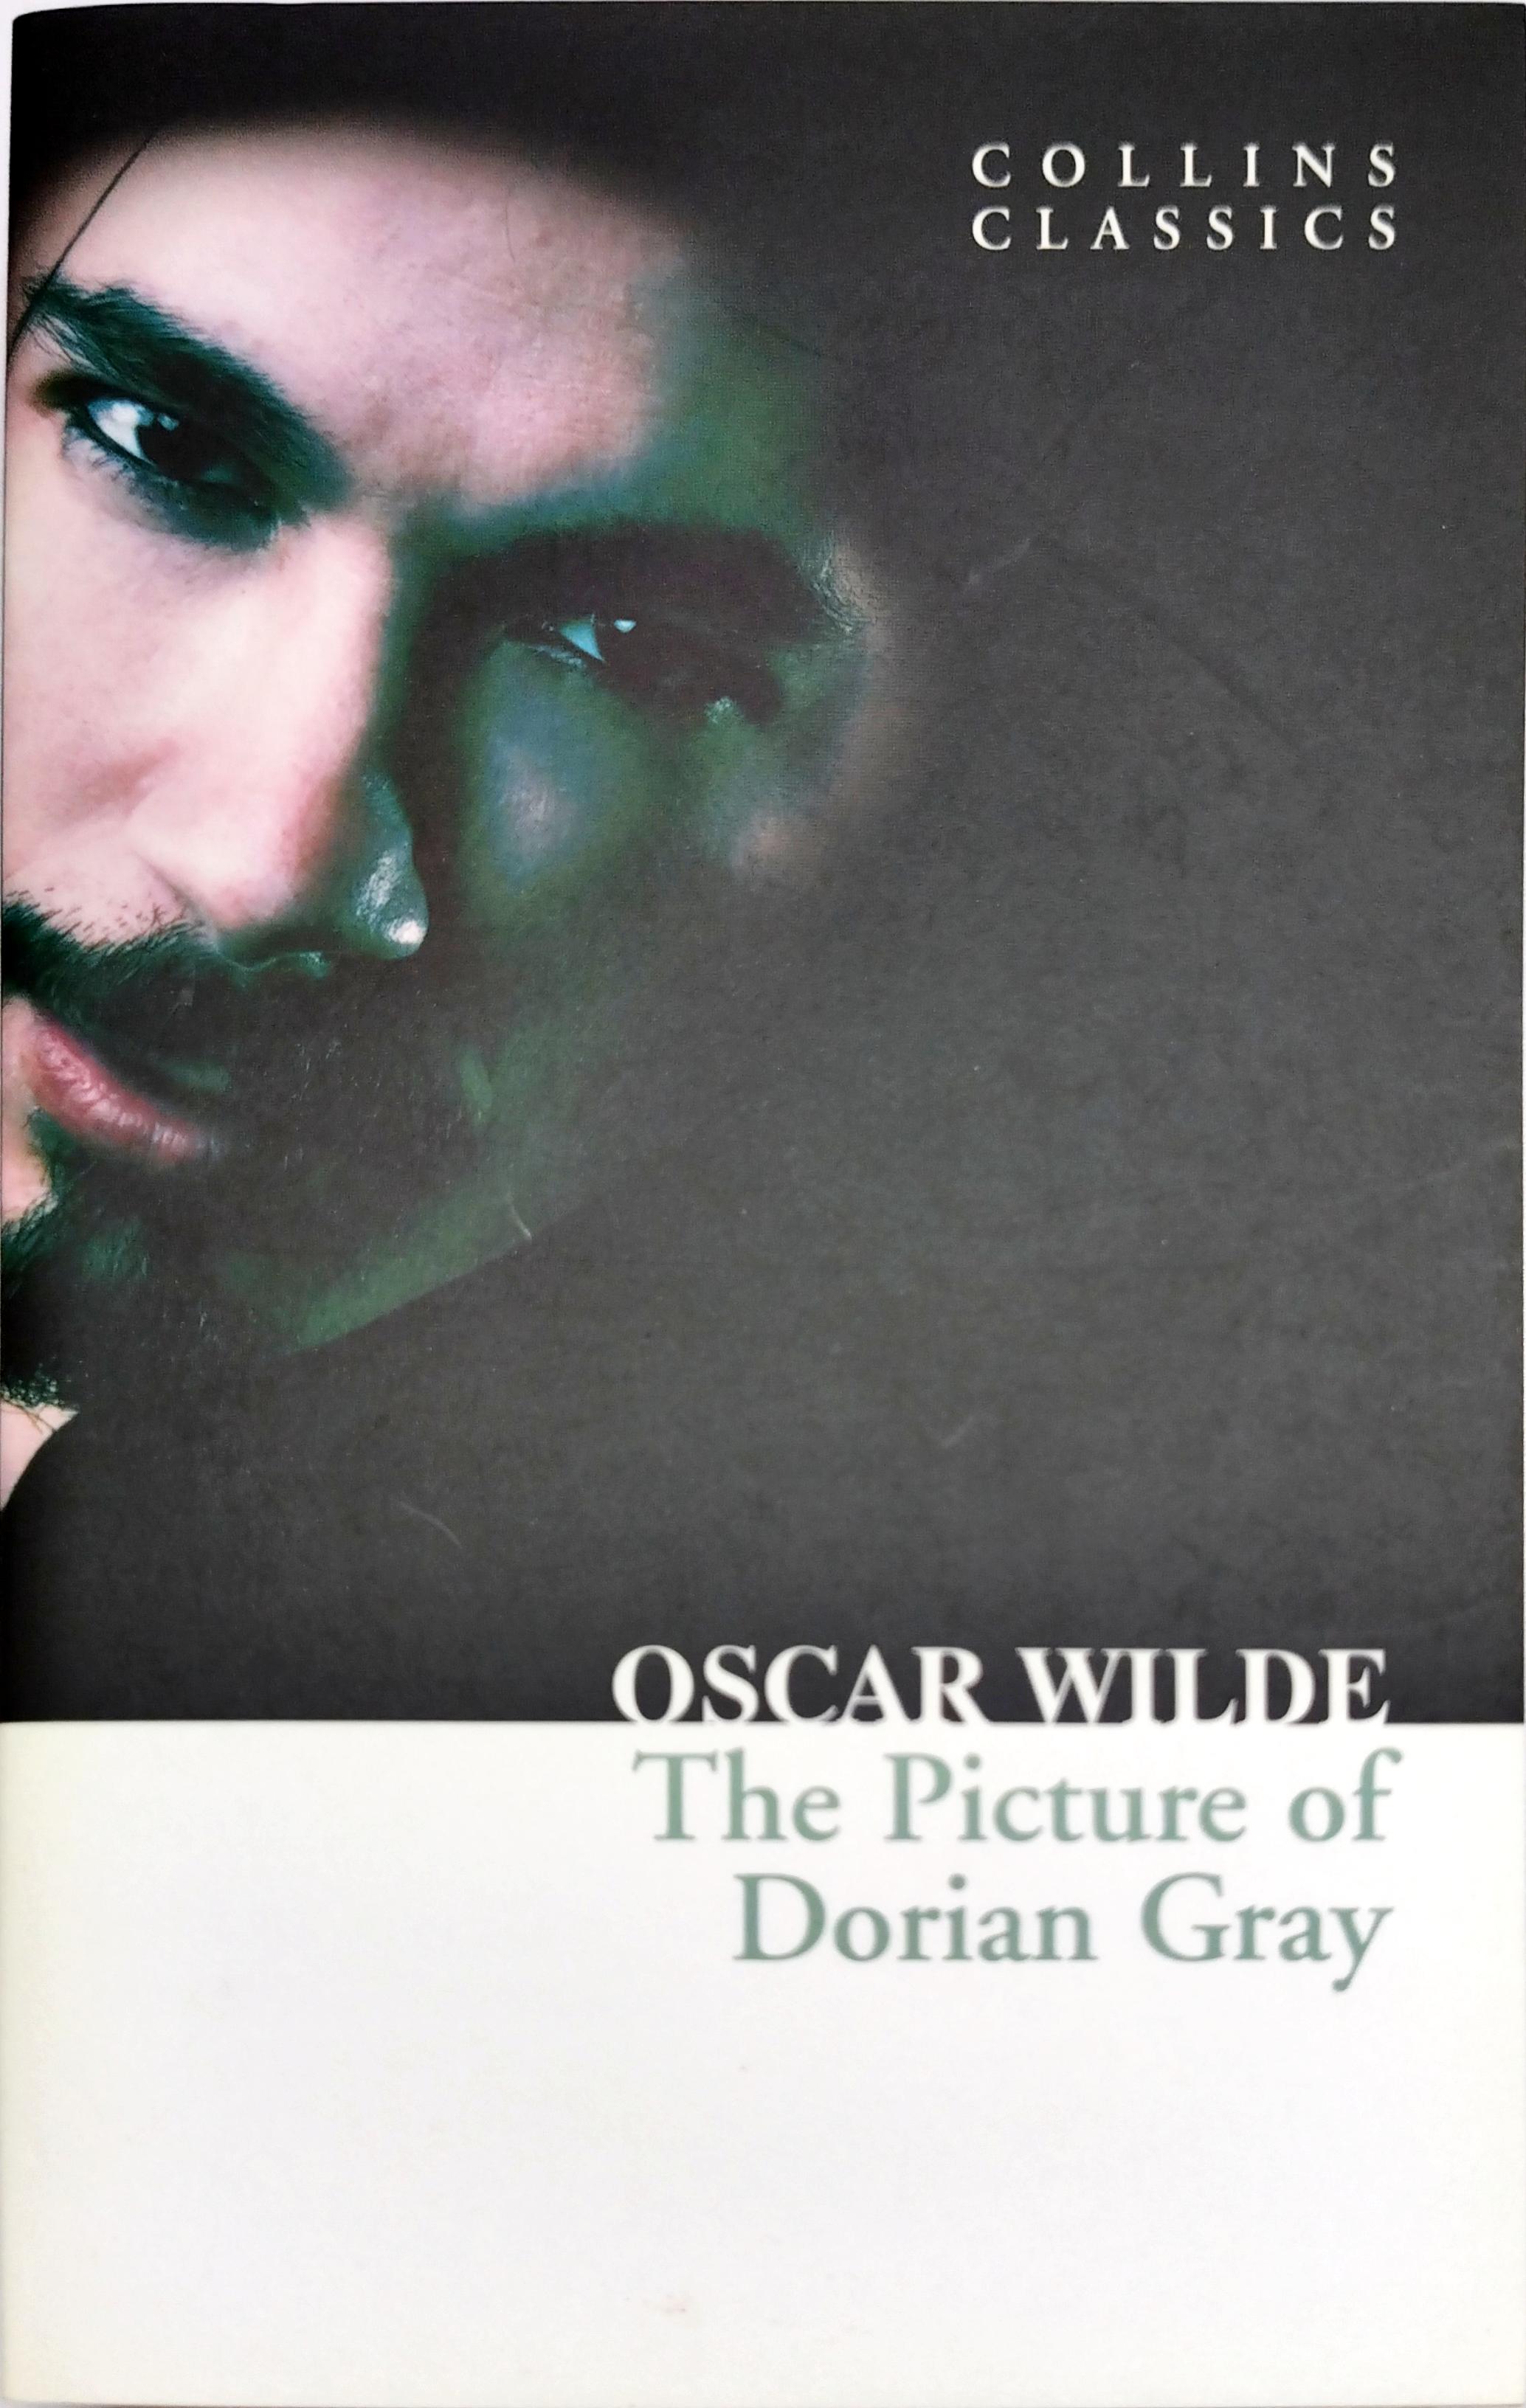 COLLINS
CLASSICS
OSCAR WILDE
The Picture of
Dorian Gray